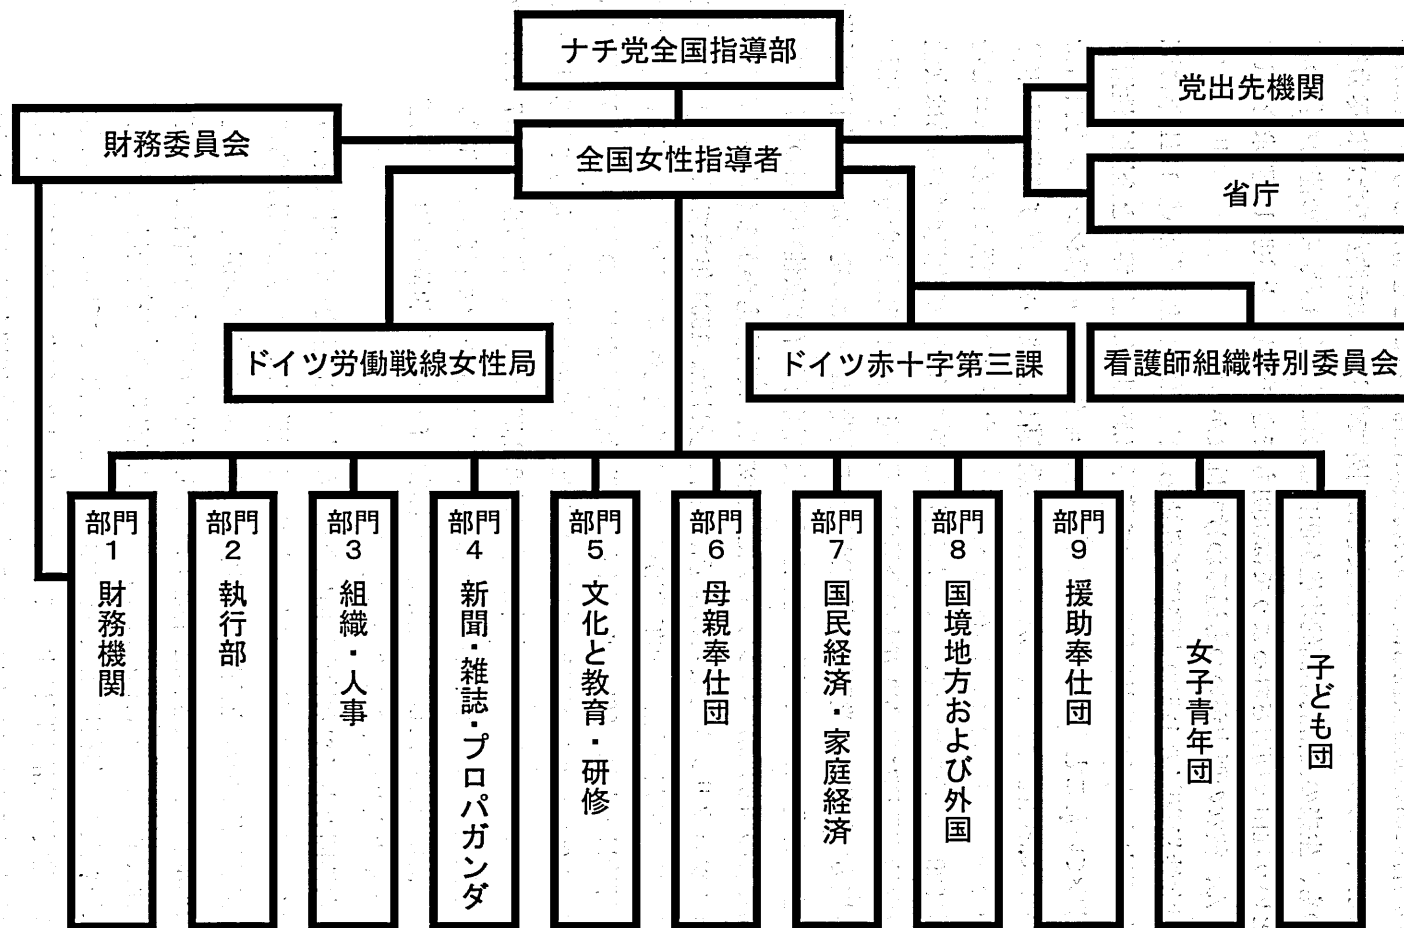 ナチ党全国指導部
党出先機関
財務委員会
全国女性指導者
省庁
ドイツ労働戦線女性局
ドイツ赤十字第三課
看護師組織特別委員会
部門
1
財務機関
部門
2
執行部
部門
3
組織・人事
部門
4
新聞・雑誌・プロパガンダ
部門
5
文化と教育・研修
部門
6
母親奉仕団
部門
7
国民経済・家庭経済
部門
8
国境地方および外国
部門
9
援助奉仕団
女子青年団
子ども団